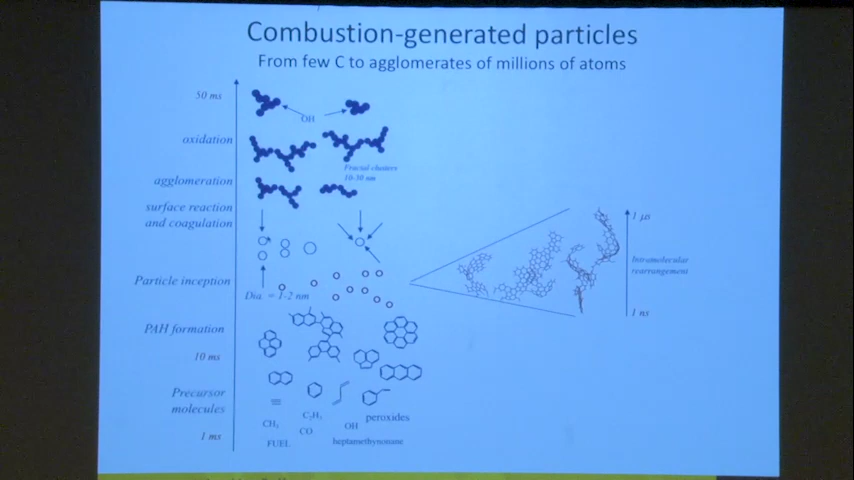 Combustion-generated particles
From few C to agglomerates of millions of atoms
50 ms
OH
oxidation
Fracual clusters
10-30 nm
agglomeration
surface reaction
and coagulation
1 µs
Intramolecular
rearrangement
1 ns
Particle inception
Dia. = 1-2 nm
PAH formation
10 ms
Precursor
molecules
C₂H₂
peroxides
CH₃
OH
CO
1 ms
FUEL
heptamethynonane